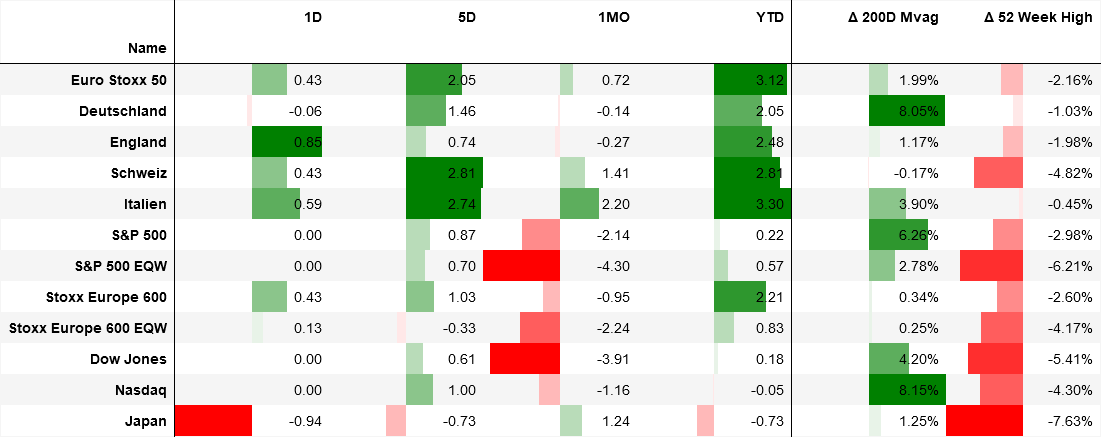 1D 5D 1MO YTD Δ 200D Mvag Δ 52 Week High
Name
Euro Stoxx 50 0.43 2.05 0.72 3.12 1.99% -2.16%
Deutschland -0.06 1.46 -0.14 2.05 8.05% -1.03%
England 0.85 0.74 -0.27 2.48 1.17% -1.98%
Schweiz 0.43 2.81 1.41 2.81 -0.17% -4.82%
Italien 0.59 2.74 2.20 3.30 3.90% -0.45%
S&P 500 0.00 0.87 -2.14 0.22 6.26% -2.98%
S&P 500 EQW 0.00 0.70 -4.30 0.57 2.78% -6.21%
Stoxx Europe 600 0.43 1.03 -0.95 2.21 0.34% -2.60%
Stoxx Europe 600 EQW 0.13 -0.33 -2.24 0.83 0.25% -4.17%
Dow Jones 0.00 0.61 -3.91 0.18 4.20% -5.41%
Nasdaq 0.00 1.00 -1.16 -0.05 8.15% -4.30%
Japan -0.94 -0.73 1.24 -0.73 1.25% -7.63%